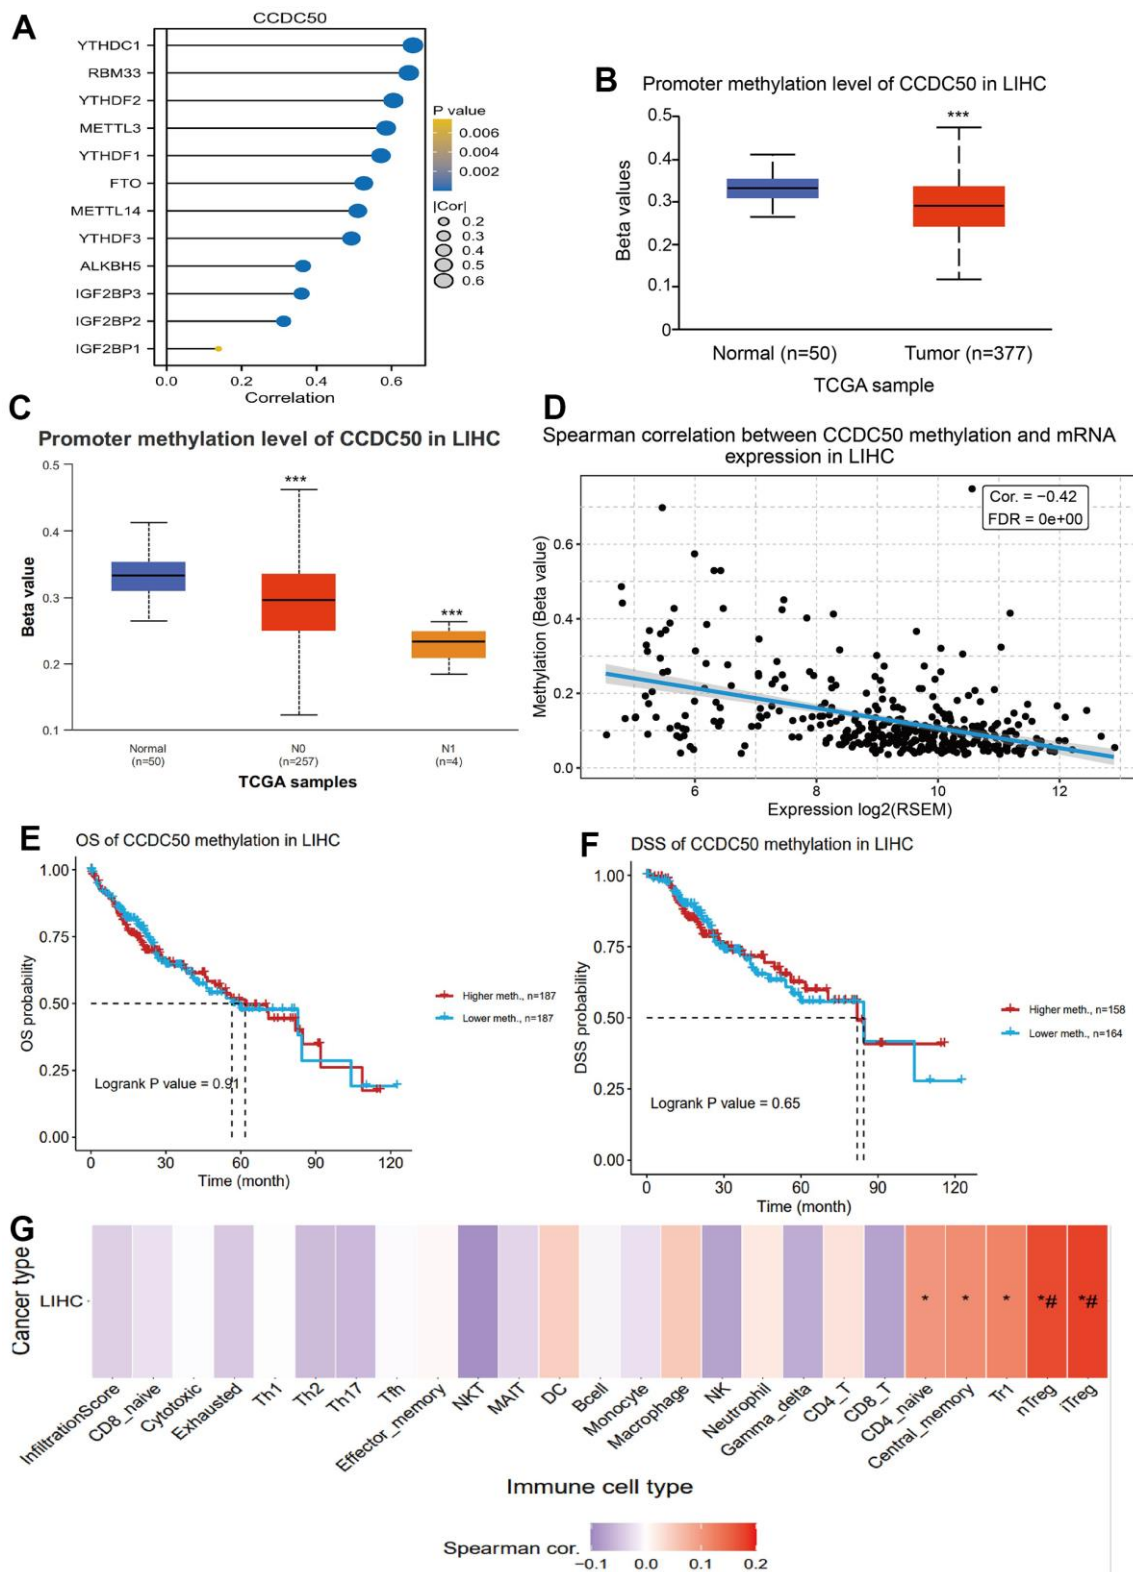 A
CCDC50
YTHDC1
RBM33
YTHDF2
METTL3
YTHDF1
FTO
METTL14
YTHDF3
ALKBH5
IGF2BP3
IGF2BP2
IGF2BP1
0.0 0.2 0.4 0.6
Correlation
P value
0.006
0.004
0.002
|Cor|
0.2
0.3
0.4
0.5
0.6
B
Promoter methylation level of CCDC50 in LIHC
***
0.5
0.4
0.3
0.2
0.1
0
Beta values
Normal (n=50) Tumor (n=377)
TCGA sample
C
Promoter methylation level of CCDC50 in LIHC
0.5
0.4
0.3
0.2
0.1
Beta value
***
***
Normal N0 N1
(n=50) (n=257) (n=4)
TCGA samples
D
Spearman correlation between CCDC50 methylation and mRNA
expression in LIHC
Cor. = −0.42
FDR = 0e+00
Methylation (Beta value)
0.6
0.4
0.2
0.0
6 8 10 12
Expression log2(RSEM)
E
OS of CCDC50 methylation in LIHC
1.00
0.75
0.50
0.25
0.00
OS probability
Higher meth., n=187
Lower meth., n=187
Logrank P value = 0.91
0 30 60 90 120
Time (month)
F
DSS of CCDC50 methylation in LIHC
1.00
0.75
0.50
0.25
0.00
DSS probability
Higher meth., n=158
Lower meth., n=164
Logrank P value = 0.65
0 30 60 90 120
Time (month)
G
Cancer type
LIHC
* * * *# *#
InfiltrationScore
CD8_naive
Cytotoxic
Exhausted
Th1
Th2
Th17
Tfh
Effector_memory
NKT
MAIT
DC
Bcell
Monocyte
Macrophage
NK
Neutrophil
Gamma_delta
CD4_T
CD8_T
CD4_naive
Central_memory
Tr1
nTreg
iTreg
Immune cell type
Spearman cor.
−0.1 0.0 0.1 0.2